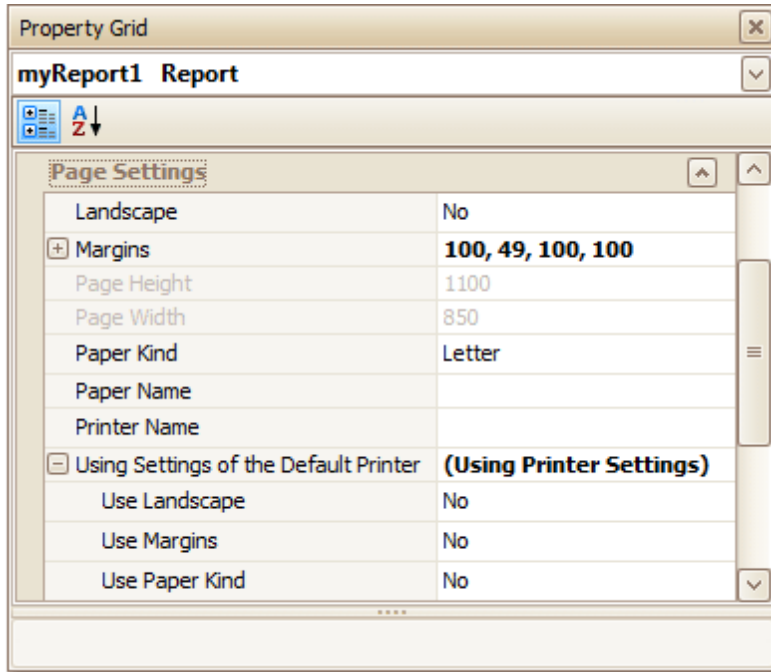 Property Grid
myReport1 Report
A
Z
Page Settings
Landscape No
Margins 100, 49, 100, 100
Page Height 1100
Page Width 850
Paper Kind Letter
Paper Name
Printer Name
Using Settings of the Default Printer (Using Printer Settings)
Use Landscape No
Use Margins No
Use Paper Kind No